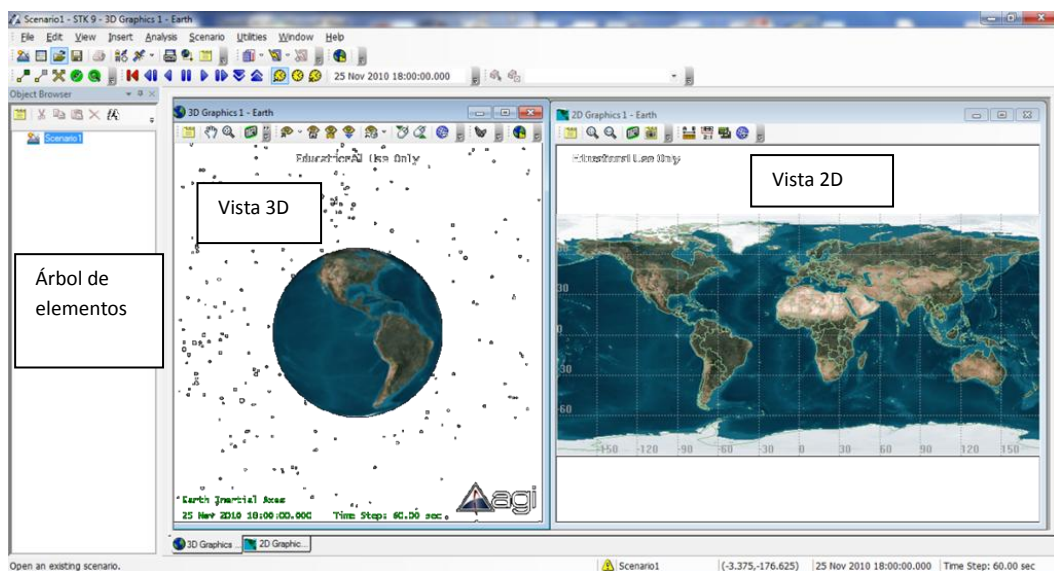 Scenario1 - STK 9 - 3D Graphics 1 - Earth
File Edit View Insert Analysis Scenario Utilities Window Help
25 Nov 2010 18:00:00.000
Object Browser
Scenario1
Árbol de
elementos
3D Graphics 1 - Earth
Educational Use Only
Vista 3D
Earth Inertial Axes
25 Nov 2010 18:00:00.000 Time Step: 60.00 sec
agi
2D Graphics 1 - Earth
Educational Use Only
Vista 2D
30
0
30
60
-150 -120 -90 -60 -30 0 30 60 90 120 150
3D Graphics ... 2D Graphic...
Open an existing scenario. Scenario1 (-3.375,-176.625) 25 Nov 2010 18:00:00.000 Time Step: 60.00 sec